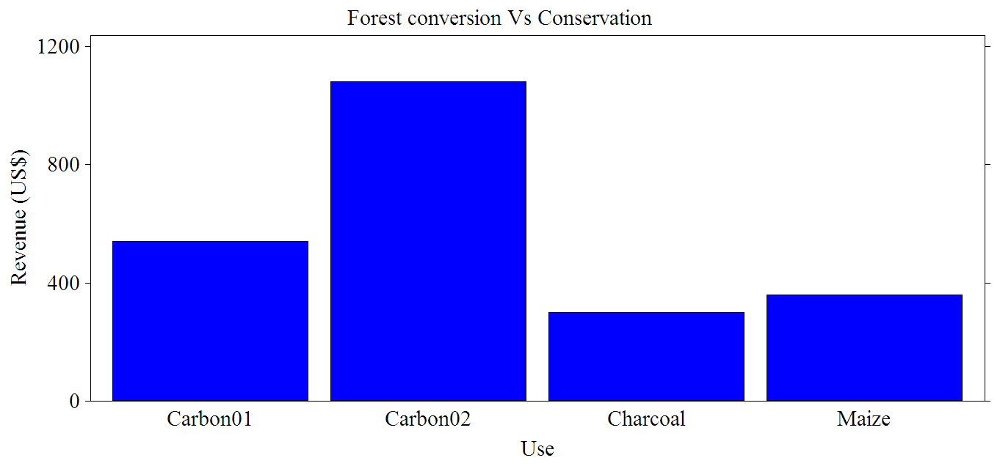 Forest conversion Vs Conservation
1200
800
400
0
Revenue (US$)
Carbon01 Carbon02 Charcoal Maize
Use